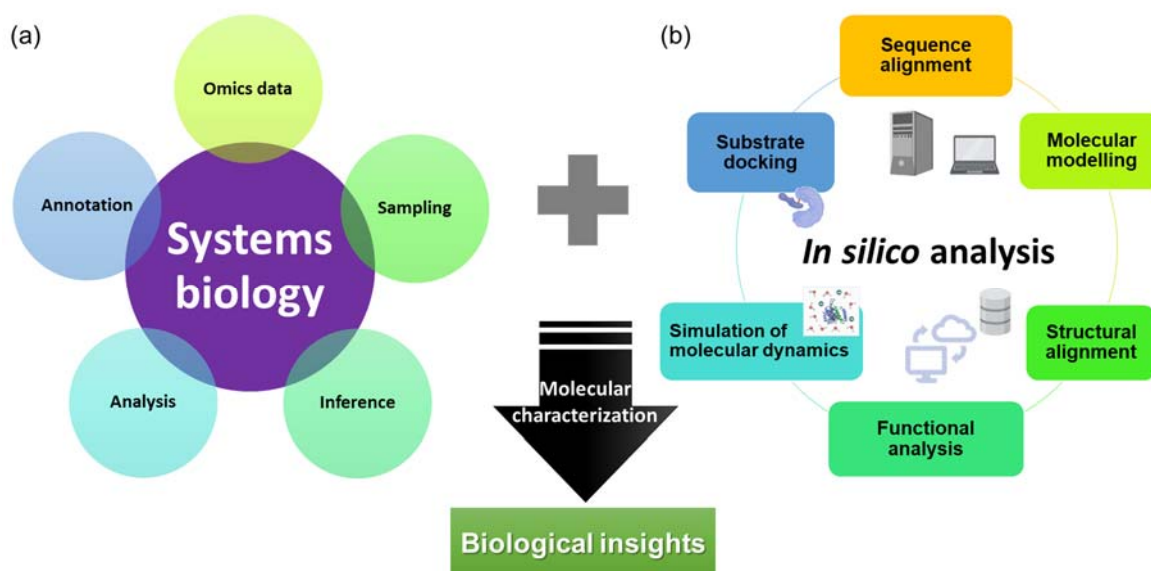 (a)
Omics data
Annotation
Sampling
Systems
biology
Analysis
Inference
Molecular
characterization
Biological insights
(b)
Sequence
alignment
Substrate
docking
Molecular
modelling
In silico analysis
Simulation of
molecular dynamics
Structural
alignment
Functional
analysis